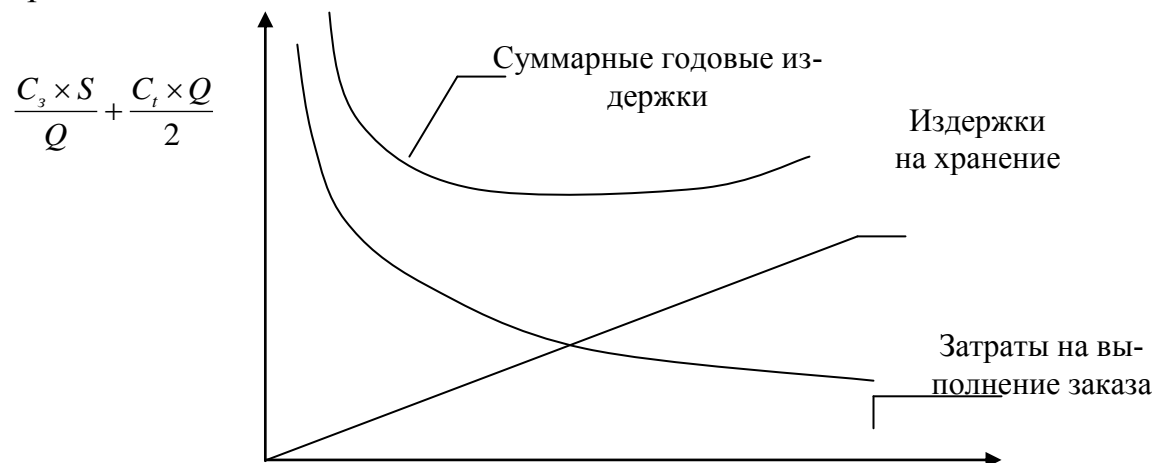 Суммарные годовые из-
держки
C_з × S / Q + C_t × Q / 2
Издержки
на хранение
Затраты на вы-
полнение заказа